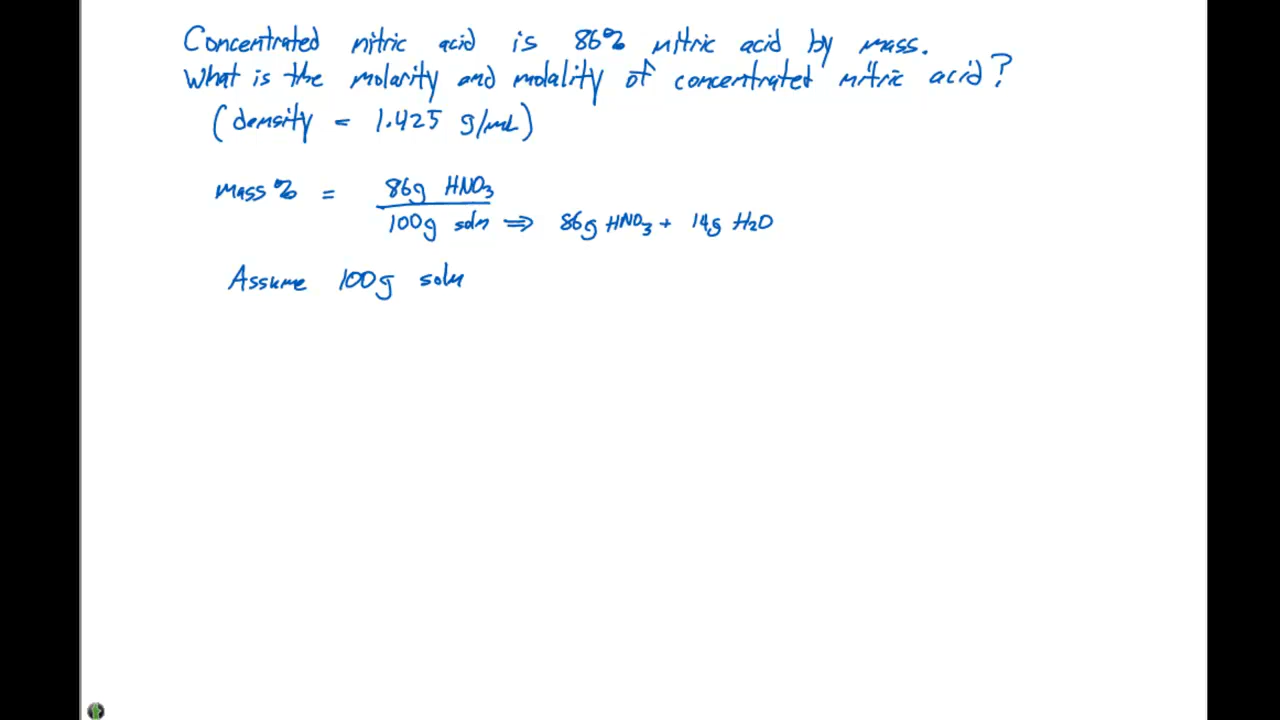 Concentrated nitric acid is 86% nitric acid by mass.
What is the molarity and molality of concentrated nitric acid?
(density = 1.425 g/mL)
mass % = 86g HNO₃
100g soln ⇒ 86g HNO₃ + 14g H₂O
Assume 100g soln